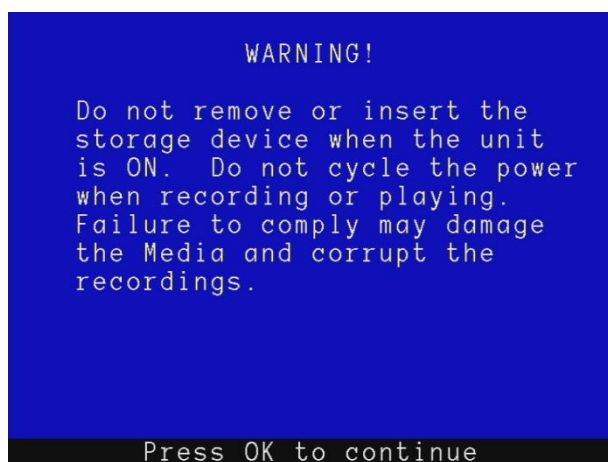 WARNING!
Do not remove or insert the
storage device when the unit
is ON.  Do not cycle the power
when recording or playing.
Failure to comply may damage
the Media and corrupt the
recordings.
Press OK to continue